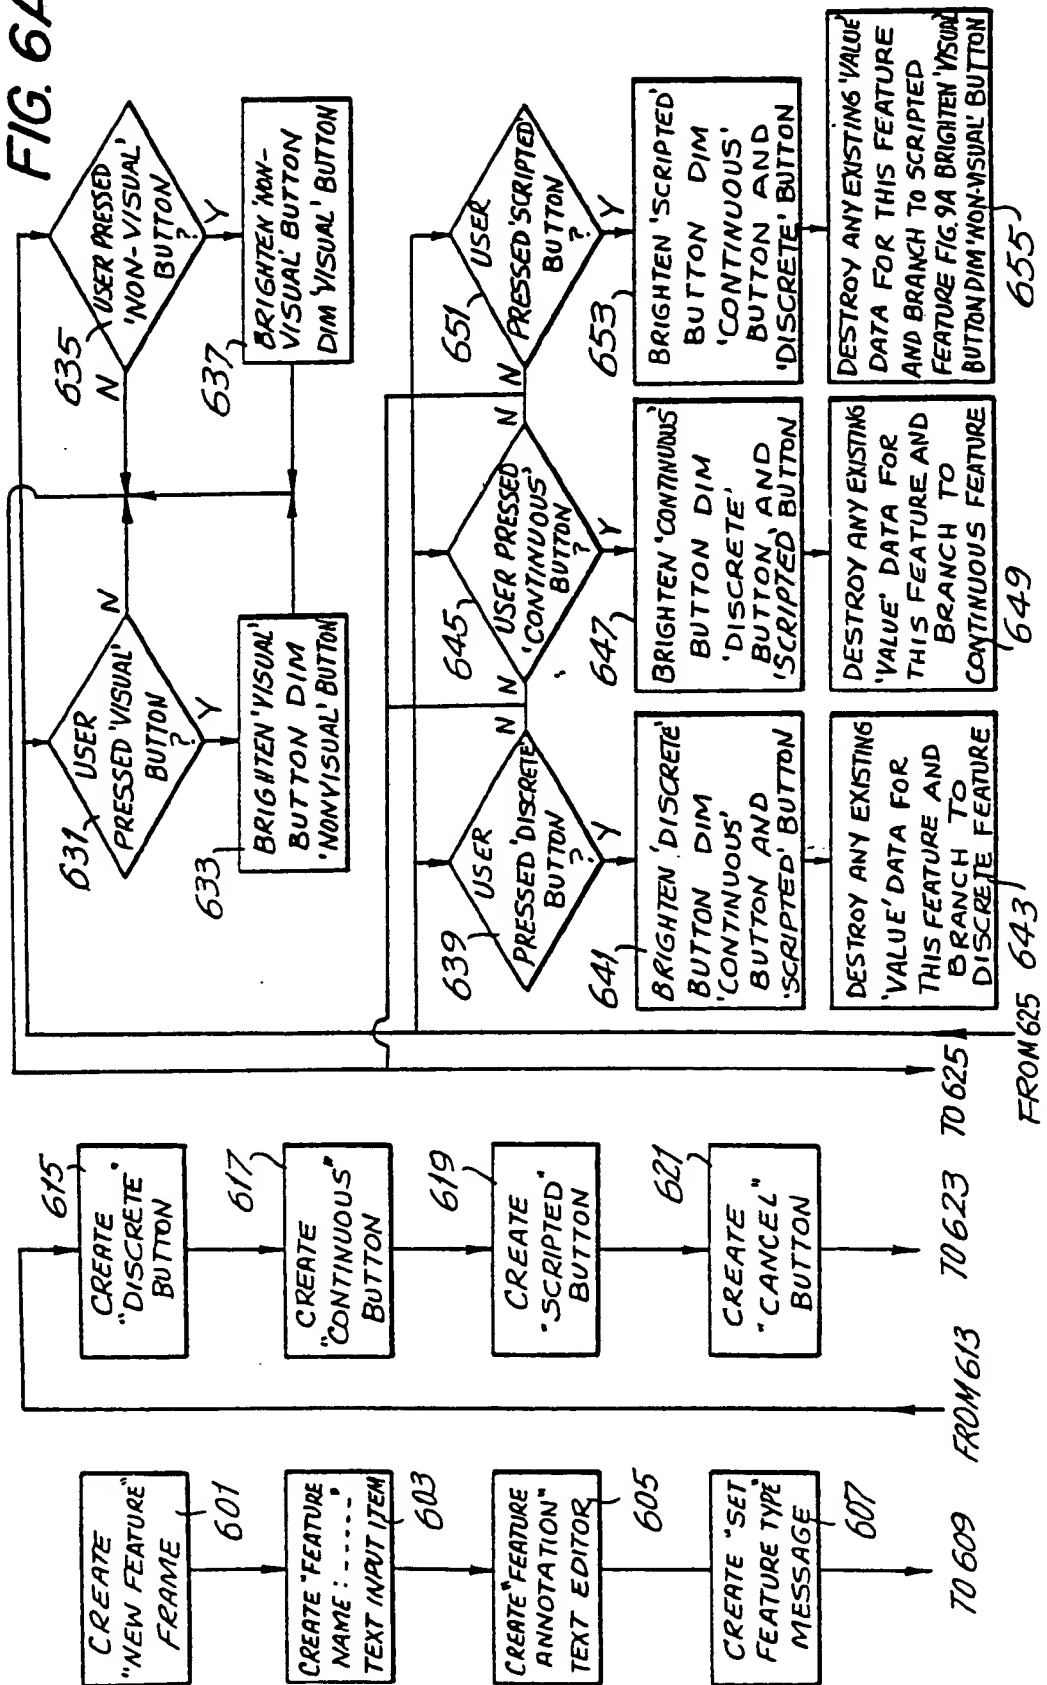 FIG. 6A
CREATE
"NEW FEATURE"
FRAME
601
CREATE "FEATURE
NAME: -----"
TEXT INPUT ITEM
603
CREATE "FEATURE
ANNOTATION"
TEXT EDITOR
605
CREATE "SET
FEATURE TYPE"
MESSAGE
607
TO 609
FROM 613
615
CREATE
"DISCRETE"
BUTTON
617
CREATE
"CONTINUOUS"
BUTTON
619
CREATE
"SCRIPTED"
BUTTON
621
CREATE
"CANCEL"
BUTTON
TO 623
TO 625
FROM 625
631
USER
PRESSED 'VISUAL'
BUTTON
?
N
Y
633
BRIGHTEN 'VISUAL'
BUTTON DIM
'NONVISUAL' BUTTON
635
USER PRESSED
'NON-VISUAL'
BUTTON
?
N
Y
637
BRIGHTEN 'NON-
VISUAL' BUTTON
DIM 'VISUAL' BUTTON
639
USER
PRESSED 'DISCRETE'
BUTTON
?
N
Y
641
BRIGHTEN 'DISCRETE'
BUTTON DIM
'CONTINUOUS'
BUTTON AND
'SCRIPTED' BUTTON
DESTROY ANY EXISTING
'VALUE' DATA FOR
THIS FEATURE AND
BRANCH TO
DISCRETE FEATURE
643
645
USER PRESSED
'CONTINUOUS'
BUTTON
?
N
N
Y
647
BRIGHTEN 'CONTINUOUS'
BUTTON DIM
'DISCRETE'
BUTTON, AND
'SCRIPTED' BUTTON
DESTROY ANY EXISTING
'VALUE' DATA FOR
THIS FEATURE AND
BRANCH TO
CONTINUOUS FEATURE
649
651
USER
PRESSED 'SCRIPTED'
BUTTON
?
N
Y
653
BRIGHTEN 'SCRIPTED'
BUTTON DIM
'CONTINUOUS'
BUTTON AND
'DISCRETE' BUTTON
DESTROY ANY EXISTING 'VALUE'
DATA FOR THIS FEATURE
AND BRANCH TO SCRIPTED
FEATURE FIG. 9A BRIGHTEN 'VISUAL'
BUTTON DIM 'NON-VISUAL' BUTTON
655